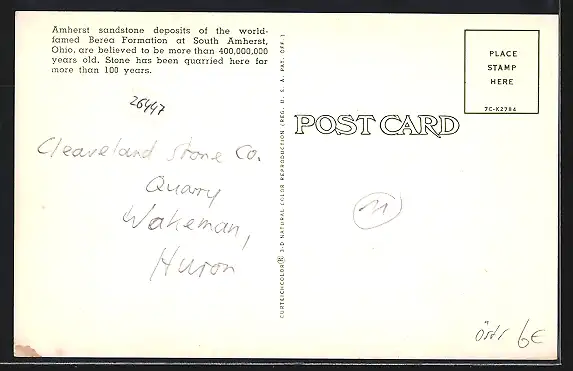 Amherst sandstone deposits of the world-
famed Berea Formation at South Amherst,
Ohio, are believed to be more than 400,000,000
years old. Stone has been quarried here for
more than 100 years.
26447
Cleaveland Stone Co.
Quarry
Wakeman,
Huron
CURTEICHCOLOR® 3-D NATURAL COLOR REPRODUCTION (REG. U. S. A. PAT. OFF.)
POST CARD
PLACE
STAMP
HERE
7C-K2784
M
6€